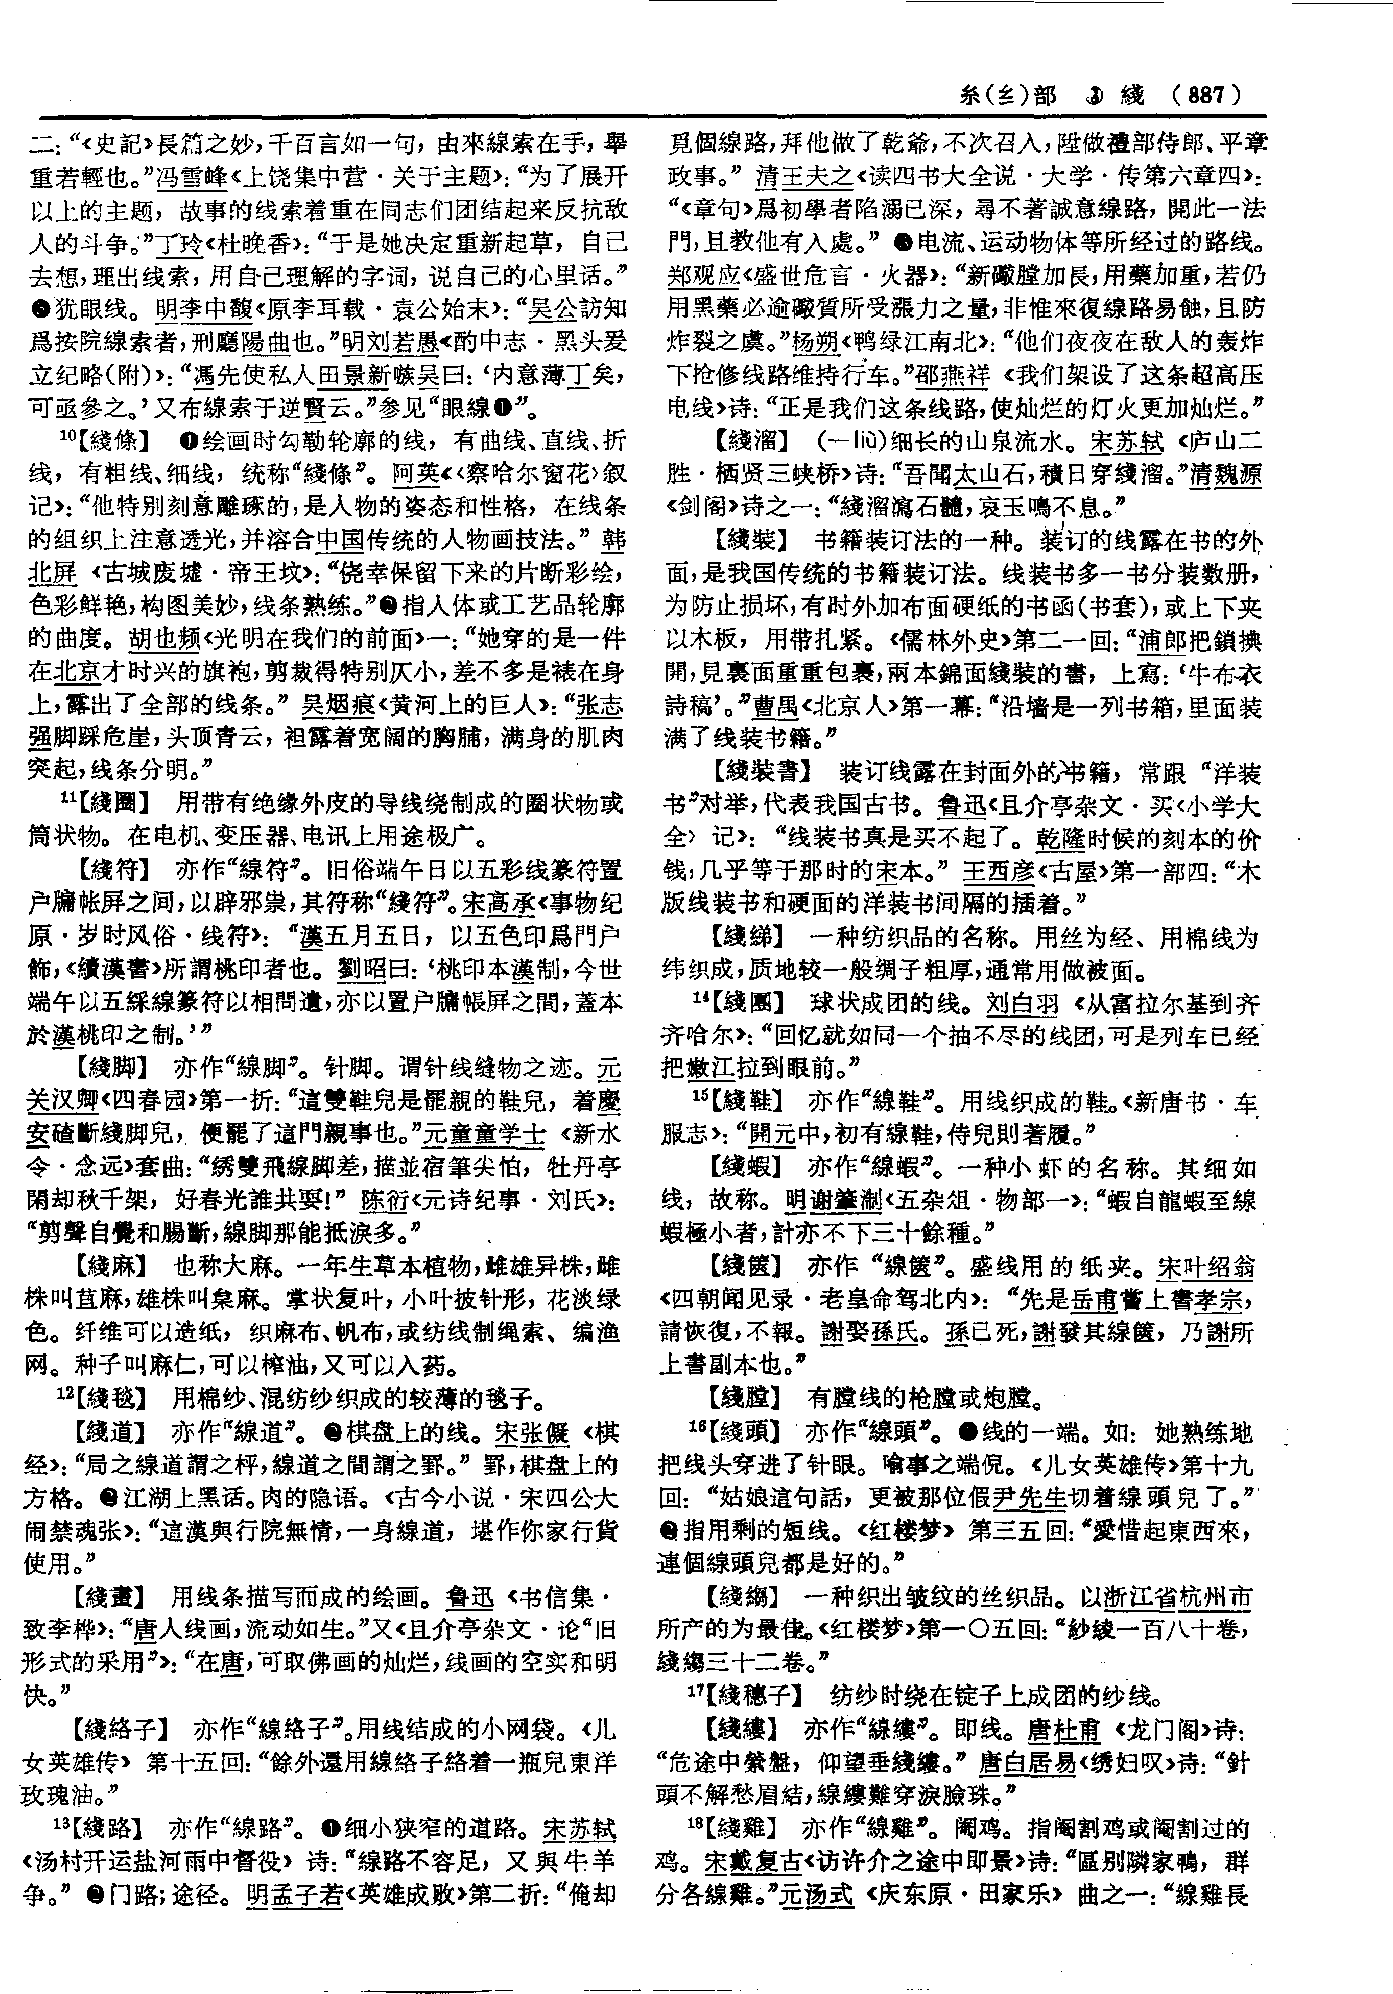 糸(纟)部 ⑧ 綫 (887)
二：“《史記》長篇之妙，千百言如一句，由來線索在手，舉
重若輕也。”冯雪峰《上饶集中营·关于主题》：“为了展开
以上的主题，故事的线索着重在同志们团结起来反抗敌
人的斗争。”丁玲《杜晚香》：“于是她决定重新起草，自己
去想，理出线索，用自己理解的字词，说自己的心里话。”
犹眼线。明李中馥《原李耳载·袁公始末》：“吴公訪知
爲按院線索者，刑廳陽曲也。”明刘若愚《酌中志·黑头爰
立纪略(附)》：“馮先使私人田景新嗾吴曰：‘内意薄丁矣，
可亟參之。’又布線索于逆賢云。”参见“眼線❶”。
¹⁰【綫條】 ❶绘画时勾勒轮廓的线，有曲线、直线、折
线，有粗线、细线，统称“綫條”。阿英《〈察哈尔窗花〉叙
记》：“他特别刻意雕琢的，是人物的姿态和性格，在线条
的组织上注意透光，并溶合中国传统的人物画技法。”韩
北屏《古城废墟·帝王坟》：“侥幸保留下来的片断彩绘，
色彩鲜艳，构图美妙，线条熟练。”❷指人体或工艺品轮廓
的曲度。胡也频《光明在我们的前面》一：“她穿的是一件
在北京才时兴的旗袍，剪裁得特别仄小，差不多是裱在身
上，露出了全部的线条。”吴烟痕《黄河上的巨人》：“张志
强脚踩危崖，头顶青云，袒露着宽阔的胸脯，满身的肌肉
突起，线条分明。”
¹¹【綫圈】 用带有绝缘外皮的导线绕制成的圈状物或
筒状物。在电机、变压器、电讯上用途极广。
【綫符】 亦作“線符”。旧俗端午日以五彩线篆符置
户牖帐屏之间，以辟邪祟，其符称“綫符”。宋高承《事物纪
原·岁时风俗·线符》：“漢五月五日，以五色印爲門户
飾，《續漢書》所謂桃印者也。劉昭曰：‘桃印本漢制，今世
端午以五綵線篆符以相問遺，亦以置户牖帳屏之間，蓋本
於漢桃印之制。’”
【綫脚】 亦作“線脚”。针脚。谓针线缝物之迹。元
关汉卿《四春园》第一折：“這雙鞋兒是罷親的鞋兒，着慶
安碴斷綫脚兒，便罷了這門親事也。”元童童学士《新水
令·念远》套曲：“綉雙飛線脚差，描並宿筆尖怕，牡丹亭
閑却秋千架，好春光誰共耍！”陈衍《元诗纪事·刘氏》：
“剪聲自覺和腸斷，線脚那能抵淚多。”
【綫麻】 也称大麻。一年生草本植物，雌雄异株，雌
株叫苴麻，雄株叫枲麻。掌状复叶，小叶披针形，花淡绿
色。纤维可以造纸，织麻布、帆布，或纺线制绳索、编渔
网。种子叫麻仁，可以榨油，又可以入药。
¹²【綫毯】 用棉纱、混纺纱织成的较薄的毯子。
【綫道】 亦作“線道”。❶棋盘上的线。宋张儗《棋
经》：“局之線道謂之枰，線道之間謂之罫。”罫，棋盘上的
方格。❷江湖上黑话。肉的隐语。《古今小说·宋四公大
闹禁魂张》：“這漢與行院無情，一身線道，堪作你家行貨
使用。”
【綫畫】 用线条描写而成的绘画。鲁迅《书信集·
致李桦》：“唐人线画，流动如生。”又《且介亭杂文·论“旧
形式的采用”》：“在唐，可取佛画的灿烂，线画的空实和明
快。”
【綫絡子】 亦作“線絡子”。用线结成的小网袋。《儿
女英雄传》第十五回：“餘外還用線絡子絡着一瓶兒東洋
玫瑰油。”
¹³【綫路】 亦作“線路”。❶细小狭窄的道路。宋苏轼
《汤村开运盐河雨中督役》诗：“線路不容足，又與牛羊
争。”❷门路；途径。明孟子若《英雄成败》第二折：“俺却
覓個線路，拜他做了乾爺，不次召入，陞做禮部侍郎、平章
政事。”清王夫之《读四书大全说·大学·传第六章四》：
“《章句》爲初學者陷溺已深，尋不著誠意線路，開此一法
門，且教他有入處。”❸电流、运动物体等所经过的路线。
郑观应《盛世危言·火器》：“新礮膛加長，用藥加重，若仍
用黑藥必逾礮質所受漲力之量，非惟來復線路易蝕，且防
炸裂之虞。”杨朔《鸭绿江南北》：“他们夜夜在敌人的轰炸
下抢修线路维持行车。”邵燕祥《我们架设了这条超高压
电线》诗：“正是我们这条线路，使灿烂的灯火更加灿烂。”
【綫溜】 (—liù)细长的山泉流水。宋苏轼《庐山二
胜·栖贤三峡桥》诗：“吾聞太山石，積日穿綫溜。”清魏源
《剑阁》诗之一：“綫溜瀉石髓，哀玉鳴不息。”
【綫裝】 书籍装订法的一种。装订的线露在书的外
面，是我国传统的书籍装订法。线装书多一书分装数册，
为防止损坏，有时外加布面硬纸的书函(书套)，或上下夹
以木板，用带扎紧。《儒林外史》第二一回：“浦郎把鎖捵
開，見裏面重重包裹，兩本錦面綫裝的書，上寫：‘牛布衣
詩稿’。”曹禺《北京人》第一幕：“沿墙是一列书箱，里面装
满了线装书籍。”
【綫裝書】 装订线露在封面外的书籍，常跟“洋装
书”对举，代表我国古书。鲁迅《且介亭杂文·买〈小学大
全〉记》：“线装书真是买不起了。乾隆时候的刻本的价
钱，几乎等于那时的宋本。”王西彦《古屋》第一部四：“木
版线装书和硬面的洋装书间隔的插着。”
【綫綈】 一种纺织品的名称。用丝为经、用棉线为
纬织成，质地较一般绸子粗厚，通常用做被面。
¹⁴【綫團】 球状成团的线。刘白羽《从富拉尔基到齐
齐哈尔》：“回忆就如同一个抽不尽的线团，可是列车已经
把嫩江拉到眼前。”
¹⁵【綫鞋】 亦作“線鞋”。用线织成的鞋。《新唐书·车
服志》：“開元中，初有線鞋，侍兒則著履。”
【綫蝦】 亦作“線蝦”。一种小虾的名称。其细如
线，故称。明谢肇淛《五杂俎·物部一》：“蝦自龍蝦至線
蝦極小者，計亦不下三十餘種。”
【綫篋】 亦作“線篋”。盛线用的纸夹。宋叶绍翁
《四朝闻见录·老皇命驾北内》：“先是岳甫嘗上書孝宗，
請恢復，不報。謝娶孫氏。孫已死，謝發其線篋，乃謝所
上書副本也。”
【綫膛】 有膛线的枪膛或炮膛。
¹⁶【綫頭】 亦作“線頭”。❶线的一端。如：她熟练地
把线头穿进了针眼。喻事之端倪。《儿女英雄传》第十九
回：“姑娘這句話，更被那位假尹先生切着線頭兒了。”
❷指用剩的短线。《红楼梦》第三五回：“愛惜起東西來，
連個線頭兒都是好的。”
【綫縐】 一种织出皱纹的丝织品。以浙江省杭州市
所产的为最佳。《红楼梦》第一〇五回：“紗綾一百八十卷，
綫縐三十二卷。”
¹⁷【綫穗子】 纺纱时绕在锭子上成团的纱线。
【綫縷】 亦作“線縷”。即线。唐杜甫《龙门阁》诗：
“危途中縈盤，仰望垂綫縷。”唐白居易《绣妇叹》诗：“針
頭不解愁眉結，線縷難穿淚臉珠。”
¹⁸【綫雞】 亦作“線雞”。阉鸡。指阉割鸡或阉割过的
鸡。宋戴复古《访许介之途中即景》诗：“區别隣家鴨，群
分各線雞。”元汤式《庆东原·田家乐》曲之一：“線雞長